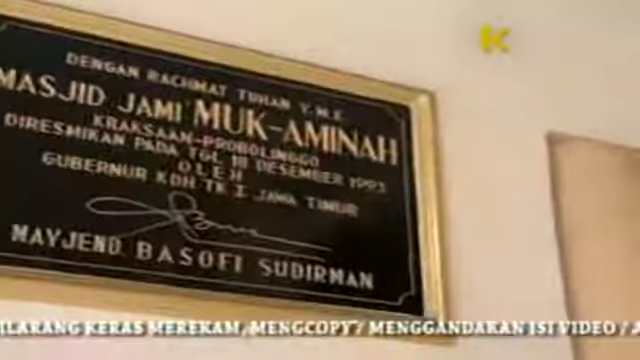 DENGAN RACHMAT TUHAN Y.M.E
MASJID JAMI' MUK-AMINAH
KRAKSAAN-PROBOLINGGO
DIRESMIKAN PADA TGL 18 DESEMBER 1993
OLEH
GUBERNUR KDH TK I JAWA TIMUR
MAYJEND. BASOFI SUDIRMAN
K
ILARANG KERAS MEREKAM, MENGCOPY / MENGGANDAKAN ISI VIDEO / A